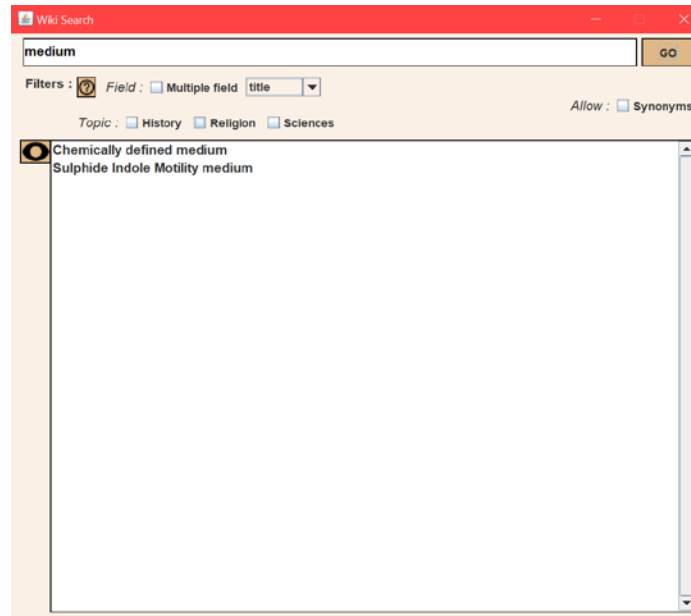 Wiki Search
medium
GO
Filters : Field : Multiple field title
Allow : Synonyms
Topic : History Religion Sciences
Chemically defined medium
Sulphide Indole Motility medium